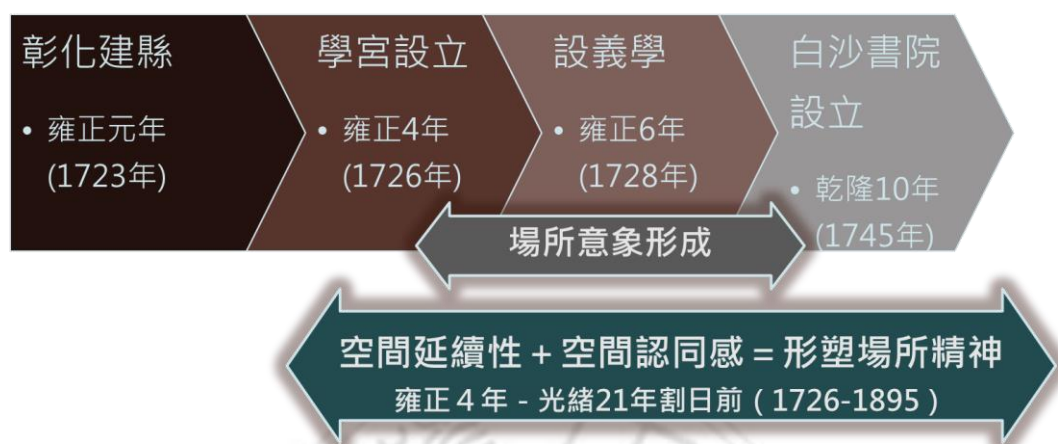 彰化建縣
• 雍正元年
(1723年)
學宮設立
• 雍正4年
(1726年)
設義學
• 雍正6年
(1728年)
白沙書院
設立
• 乾隆10年
(1745年)
場所意象形成
空間延續性＋空間認同感＝形塑場所精神
雍正４年－光緒21年割日前（1726-1895）